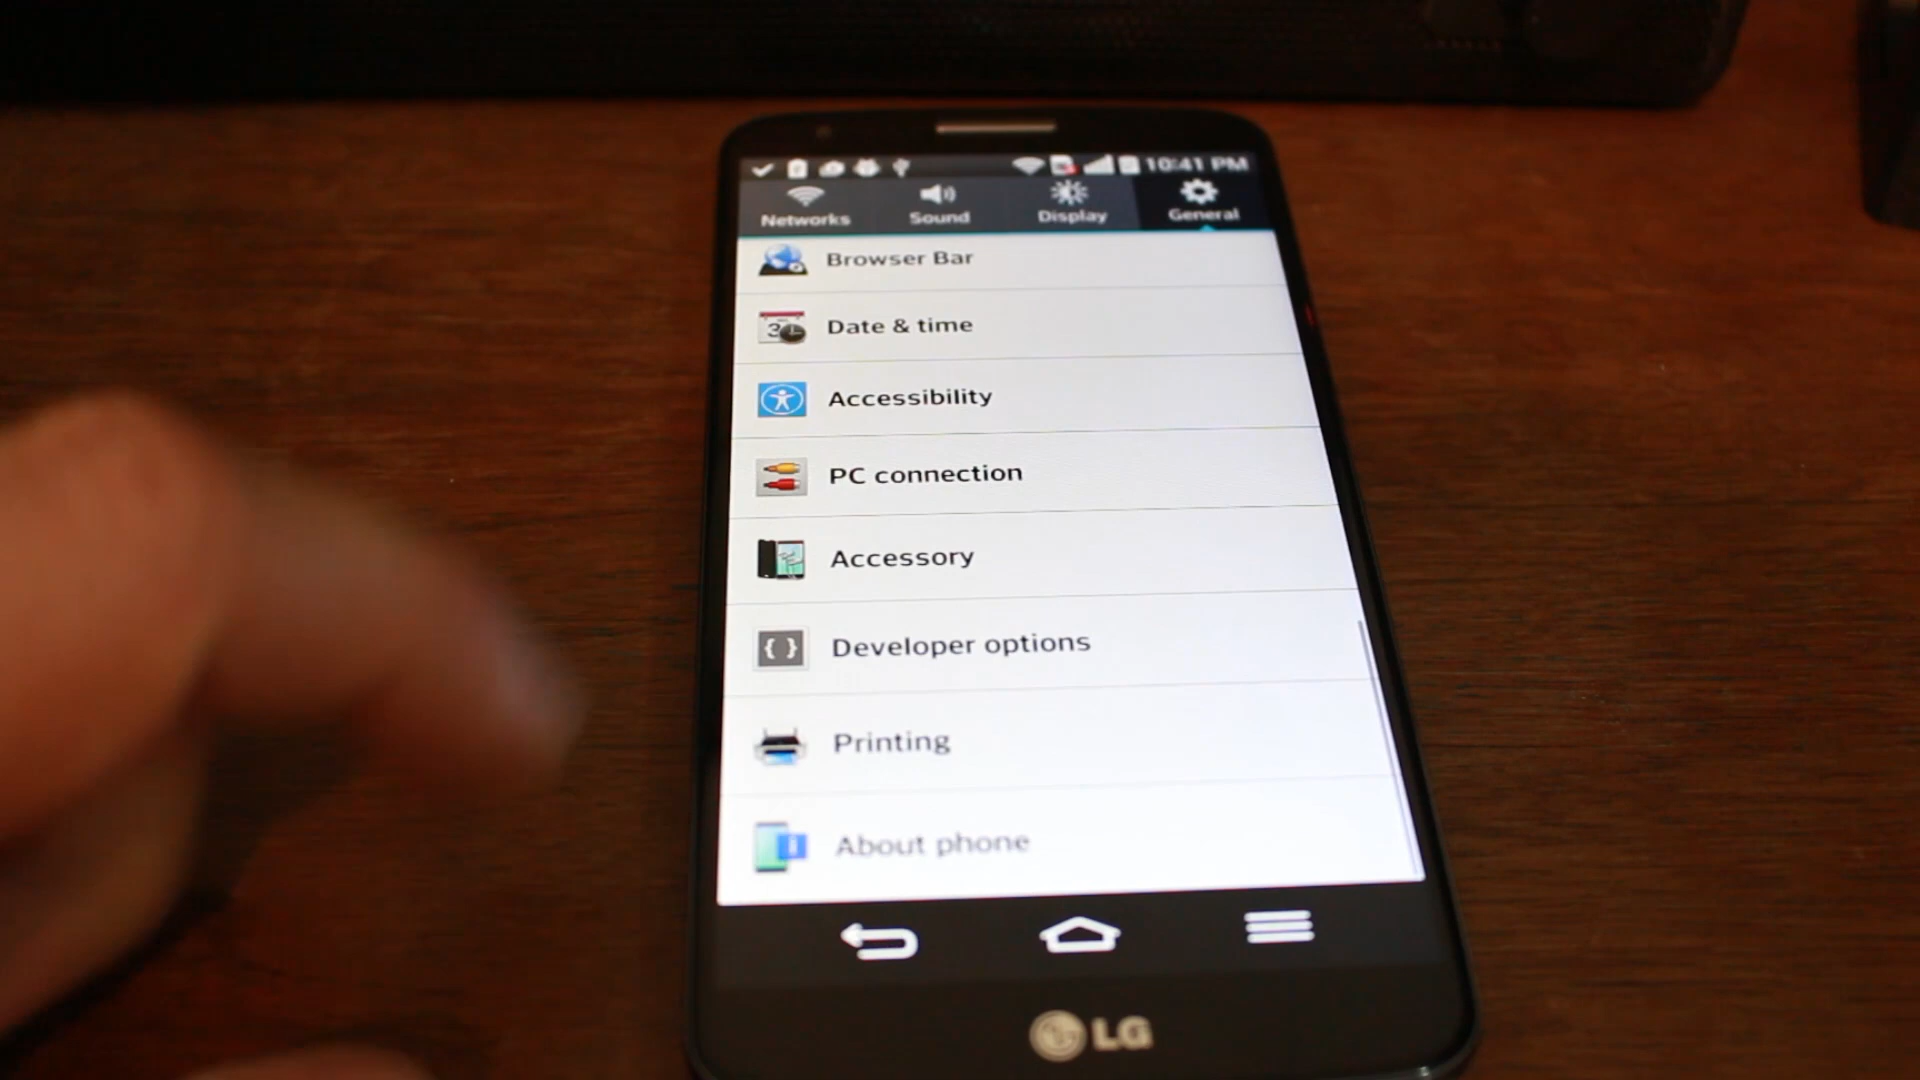 10:41 PM
Networks Sound Display General
Browser Bar
Date & time
Accessibility
PC connection
Accessory
Developer options
Printing
About phone
LG